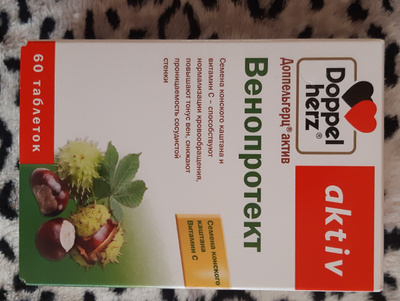 Doppel
herz®
aktiv
Доппельгерц® актив
Венопротект
Семена конского каштана и
витамин С - способствуют
нормализации кровообращения,
повышают тонус вен, снижают
проницаемость сосудистой
стенки
Семена конского
каштана
Витамин С
60 таблеток